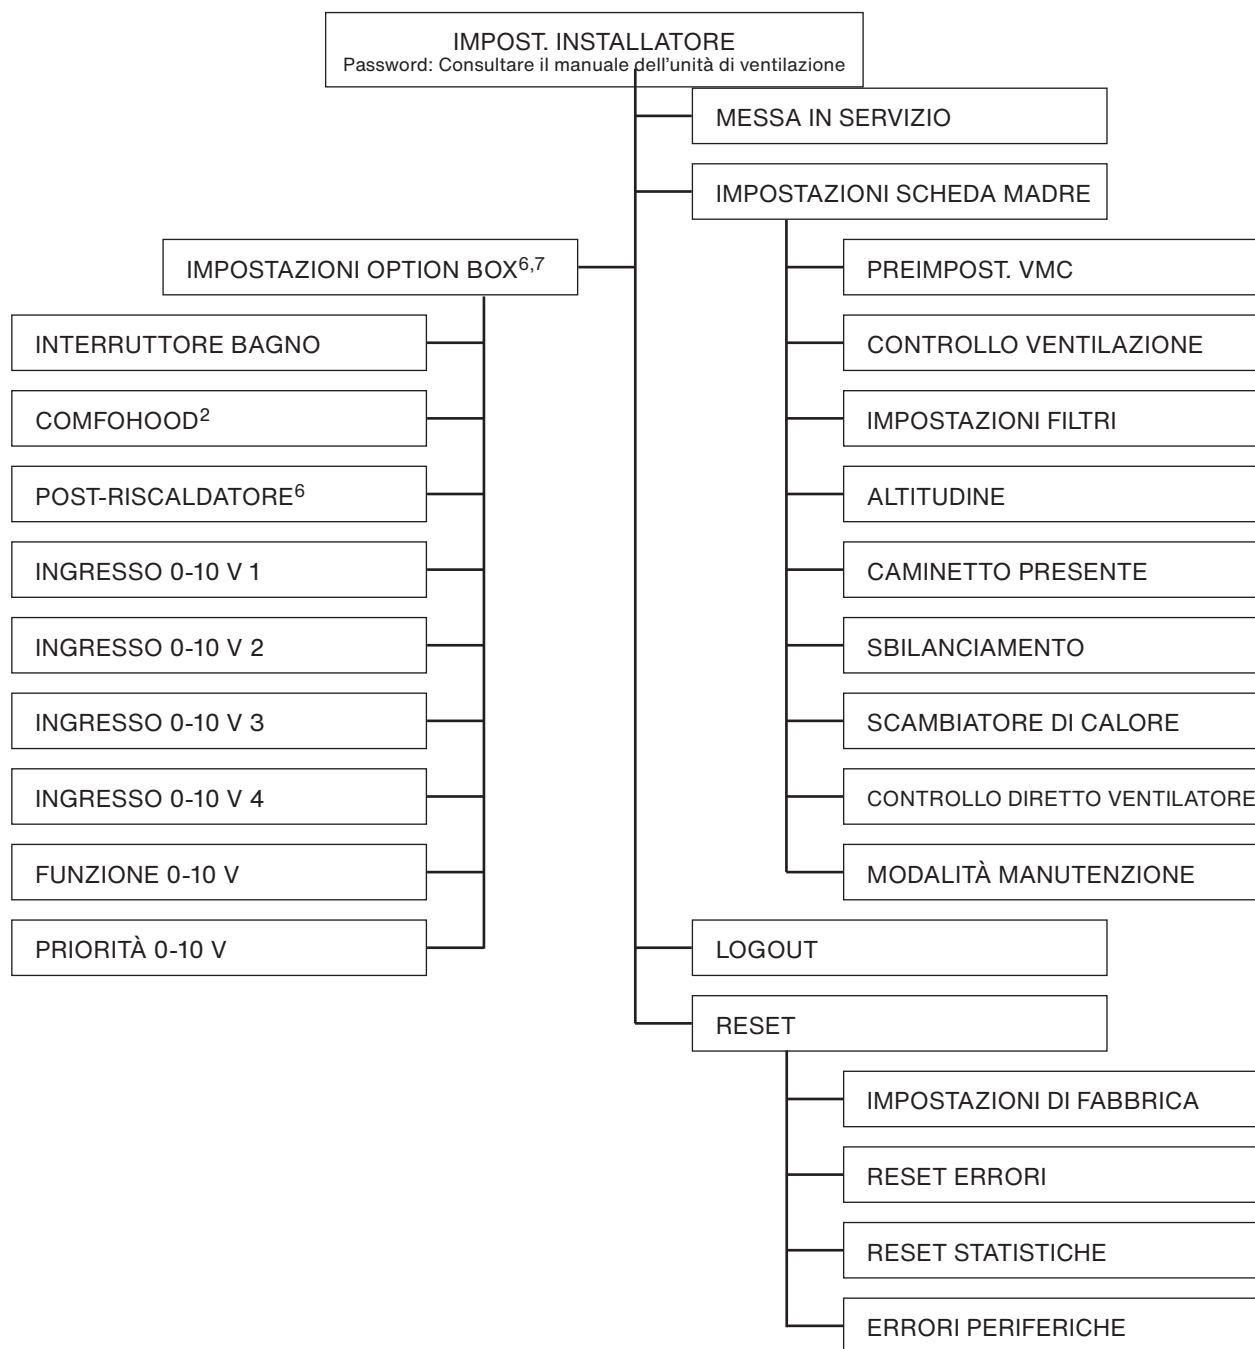 IMPOST. INSTALLATORE
Password: Consultare il manuale dell'unità di ventilazione
MESSA IN SERVIZIO
IMPOSTAZIONI SCHEDA MADRE
PREIMPOST. VMC
CONTROLLO VENTILAZIONE
IMPOSTAZIONI FILTRI
ALTITUDINE
CAMINETTO PRESENTE
SBILANCIAMENTO
SCAMBIATORE DI CALORE
CONTROLLO DIRETTO VENTILATORE
MODALITÀ MANUTENZIONE
IMPOSTAZIONI OPTION BOX6,7
INTERRUTTORE BAGNO
COMFOHOOD2
POST-RISCALDATORE6
INGRESSO 0-10 V 1
INGRESSO 0-10 V 2
INGRESSO 0-10 V 3
INGRESSO 0-10 V 4
FUNZIONE 0-10 V
PRIORITÀ 0-10 V
LOGOUT
RESET
IMPOSTAZIONI DI FABBRICA
RESET ERRORI
RESET STATISTICHE
ERRORI PERIFERICHE